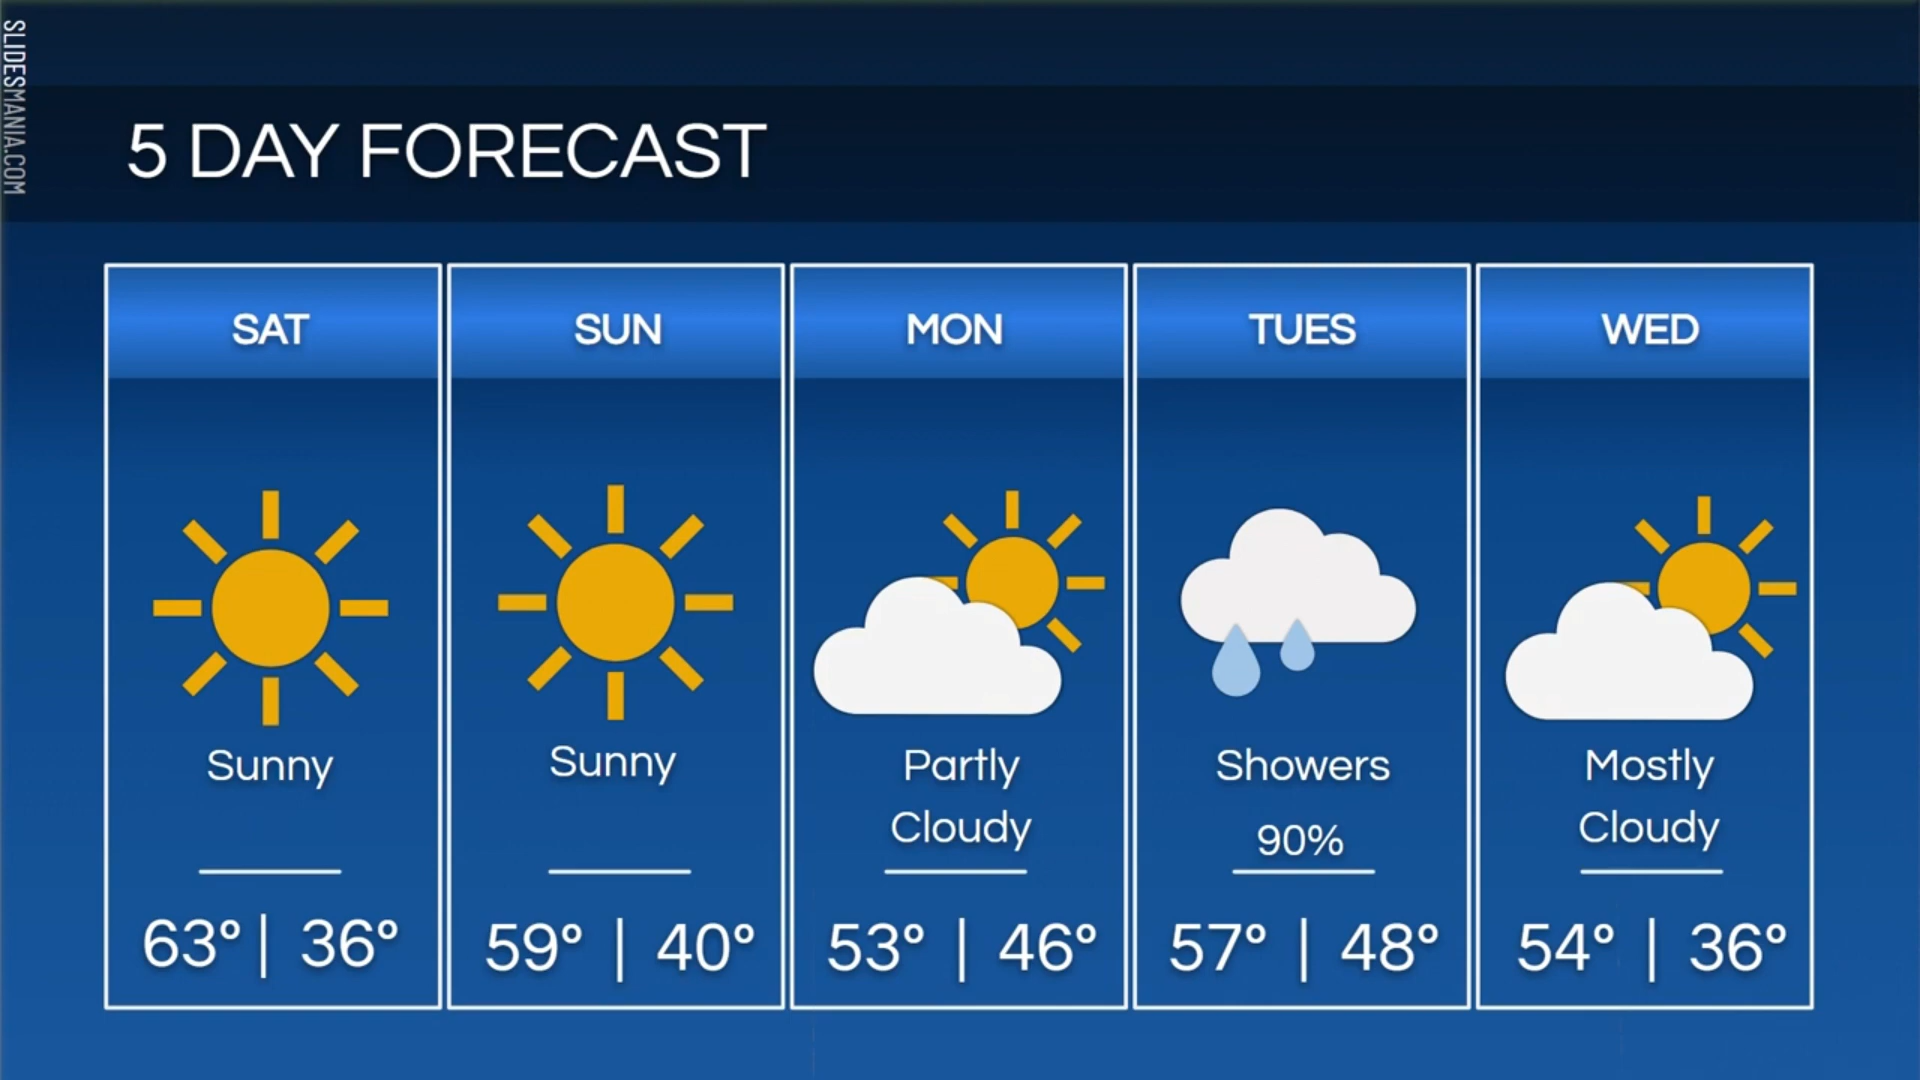 SLIDESMANIA.COM
5 DAY FORECAST
SAT
Sunny
63° | 36°
SUN
Sunny
59° | 40°
MON
Partly
Cloudy
53° | 46°
TUES
Showers
90%
57° | 48°
WED
Mostly
Cloudy
54° | 36°